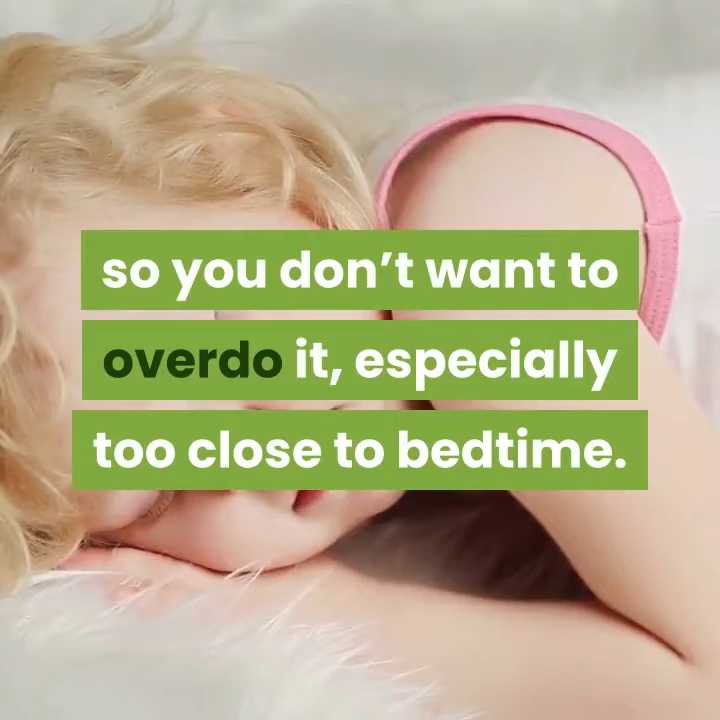 so you don’t want to
overdo it, especially
too close to bedtime.